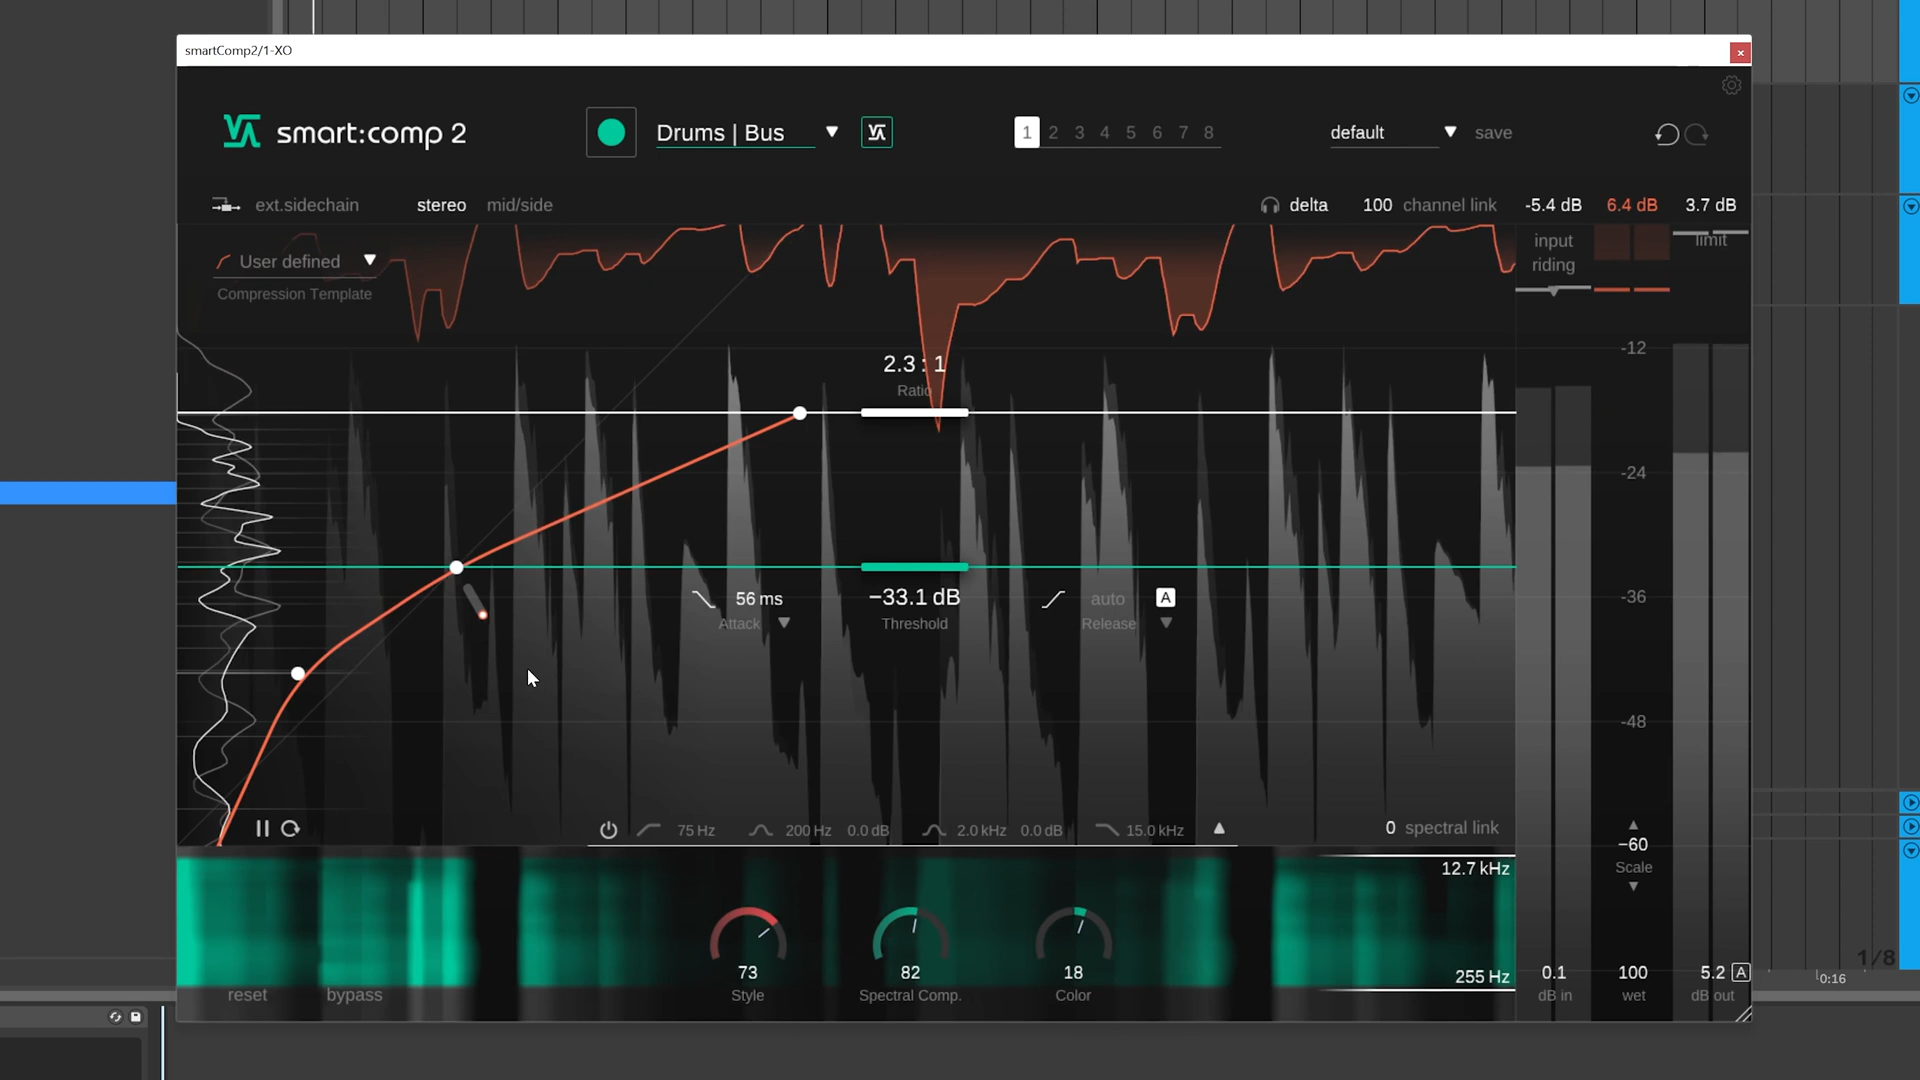 smartComp2/1-XO
×
smart:comp 2
Drums | Bus
1 2 3 4 5 6 7 8
default
save
ext.sidechain
stereo mid/side
delta
100 channel link
-5.4 dB
6.4 dB
3.7 dB
input riding
limit
User defined
Compression Template
2.3 : 1
Ratio
-12
-24
-36
-48
−60
Scale
56 ms
Attack
−33.1 dB
Threshold
auto A
Release
75 Hz
200 Hz 0.0 dB
2.0 kHz 0.0 dB
15.0 kHz
0 spectral link
12.7 kHz
255 Hz
73
Style
82
Spectral Comp.
18
Color
reset
bypass
0.1
dB in
100
wet
5.2 A
dB out
1/8
0:16